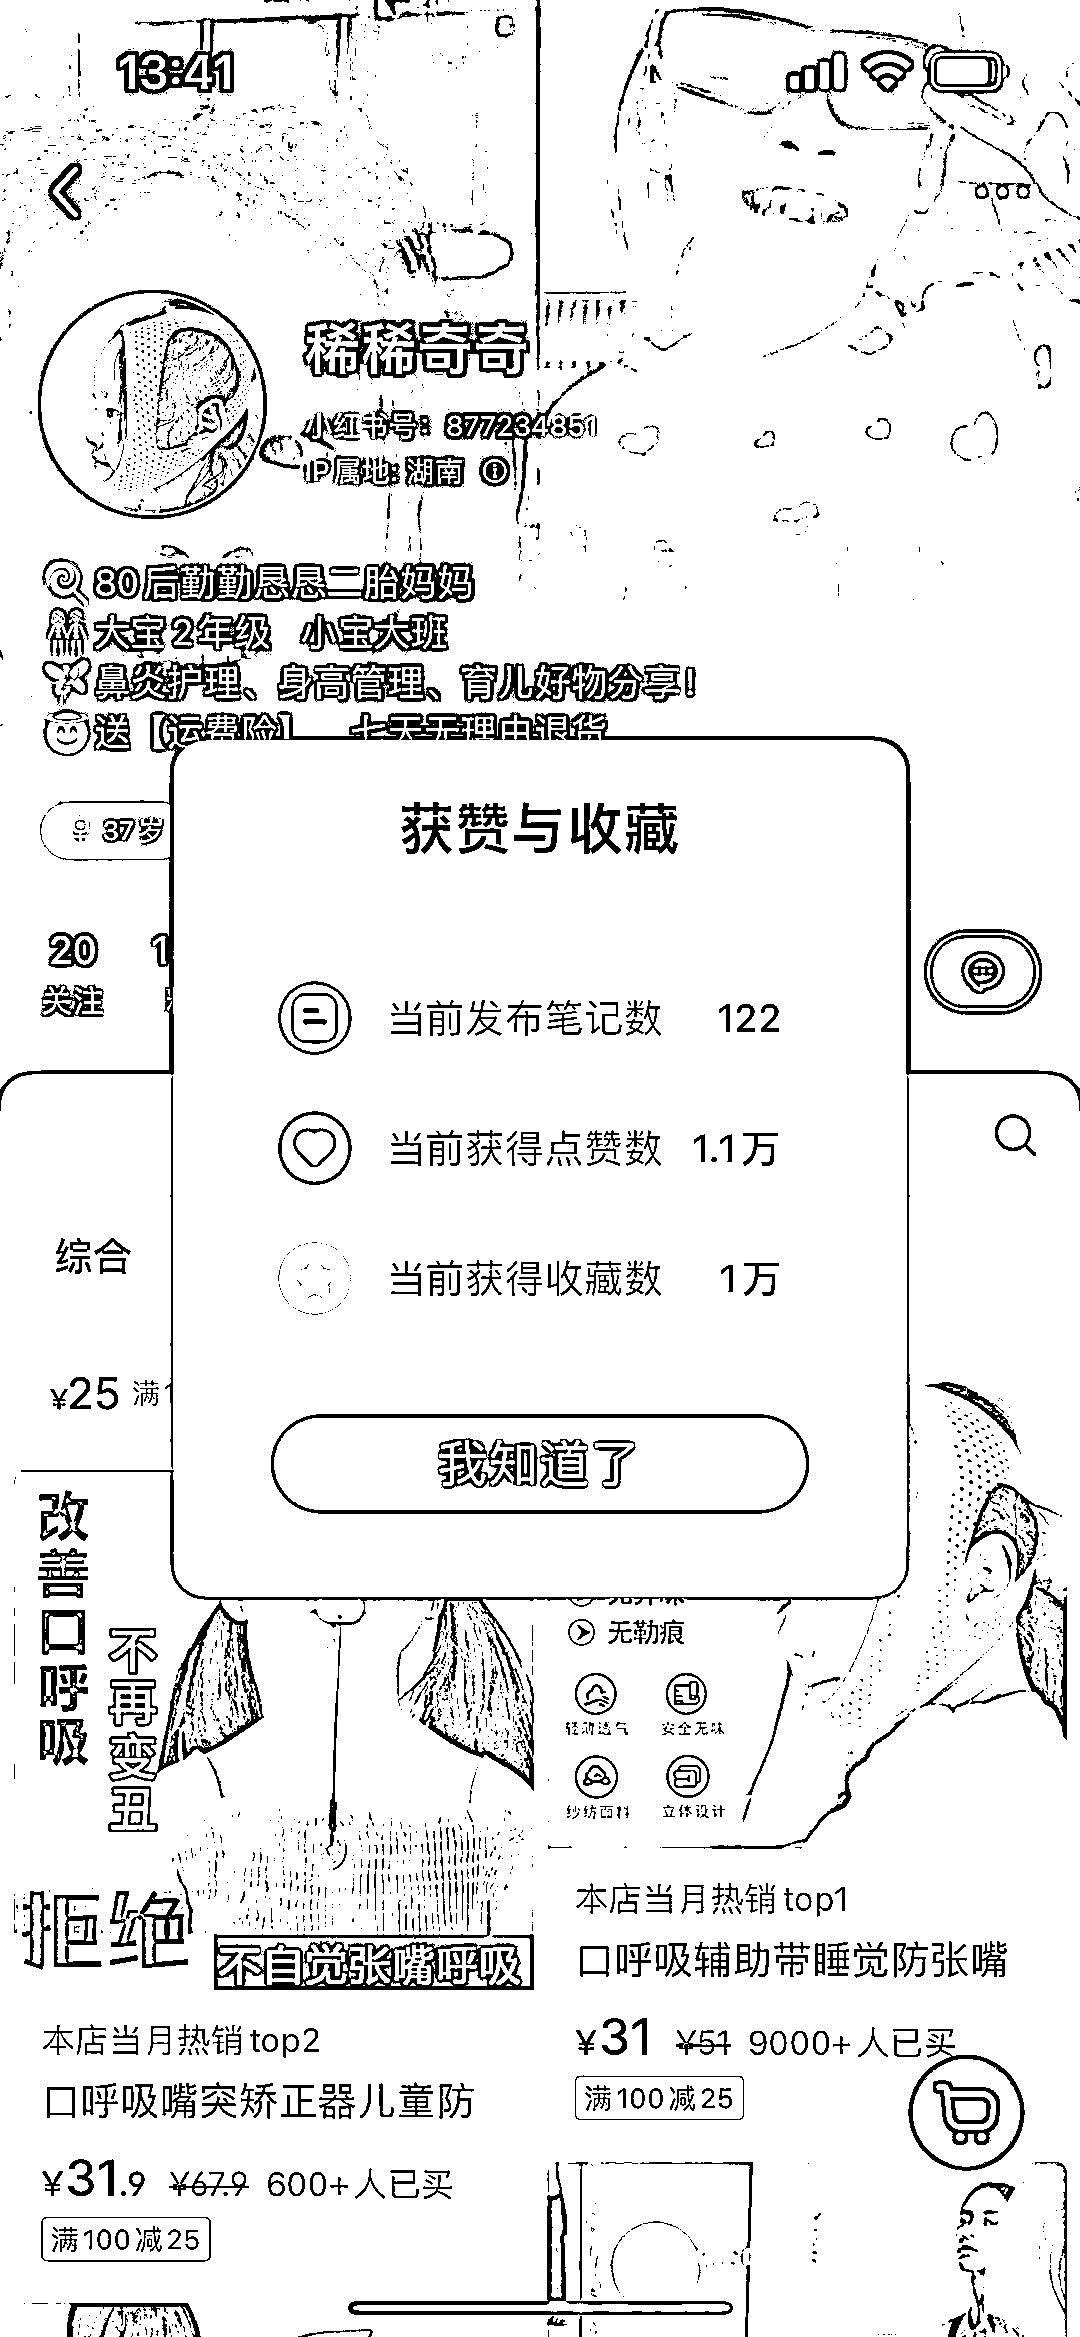 13:41
稀稀奇奇
小红书号：877234851
IP属地：湖南
80后勤勤恳恳二胎妈妈
大宝2年级 小宝大班
鼻炎护理、身高管理、育儿好物分享！
送【运费险】 七天无理由退货
37岁
获赞与收藏
20
1
关注
当前发布笔记数 122
当前获得点赞数 1.1万
综合
当前获得收藏数 1万
¥25 满1
我知道了
改善口呼吸
不再变丑
拒绝
不自觉张嘴呼吸
无勒痕
轻薄透气
安全无味
纱纺面料
立体设计
本店当月热销top1
口呼吸辅助带睡觉防张嘴
¥31 ¥51 9000+人已买
满100减25
本店当月热销top2
口呼吸嘴突矫正器儿童防
¥31.9 ¥67.9 600+人已买
满100减25